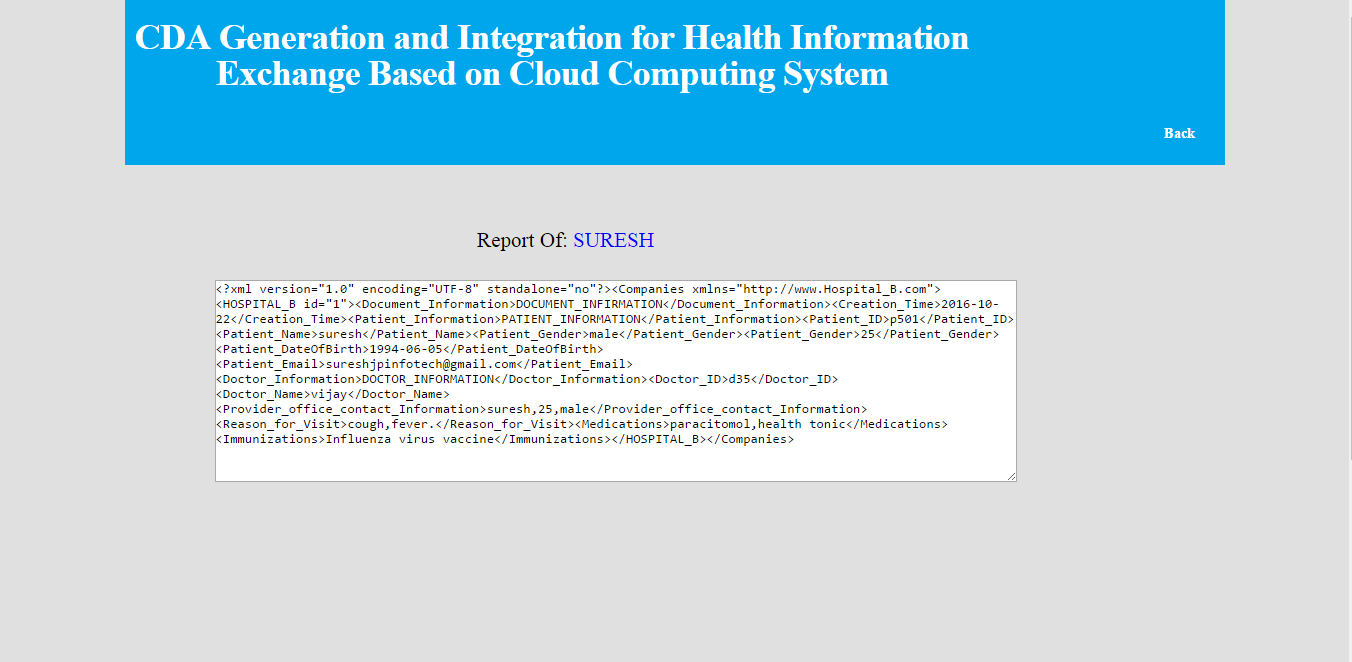 CDA Generation and Integration for Health Information
Exchange Based on Cloud Computing System
Back
Report Of: SURESH
<?xml version="1.0" encoding="UTF-8" standalone="no"?><Companies xmlns="http://www.Hospital_B.com">
<HOSPITAL_B id="1"><Document_Information>DOCUMENT_INFIRMATION</Document_Information><Creation_Time>2016-10-
22</Creation_Time><Patient_Information>PATIENT_INFORMATION</Patient_Information><Patient_ID>p501</Patient_ID>
<Patient_Name>suresh</Patient_Name><Patient_Gender>male</Patient_Gender><Patient_Gender>25</Patient_Gender>
<Patient_DateOfBirth>1994-06-05</Patient_DateOfBirth>
<Patient_Email>sureshjpinfotech@gmail.com</Patient_Email>
<Doctor_Information>DOCTOR_INFORMATION</Doctor_Information><Doctor_ID>d35</Doctor_ID>
<Doctor_Name>vijay</Doctor_Name>
<Provider_office_contact_Information>suresh,25,male</Provider_office_contact_Information>
<Reason_for_Visit>cough,fever.</Reason_for_Visit><Medications>paracitomol,health tonic</Medications>
<Immunizations>Influenza virus vaccine</Immunizations></HOSPITAL_B></Companies>